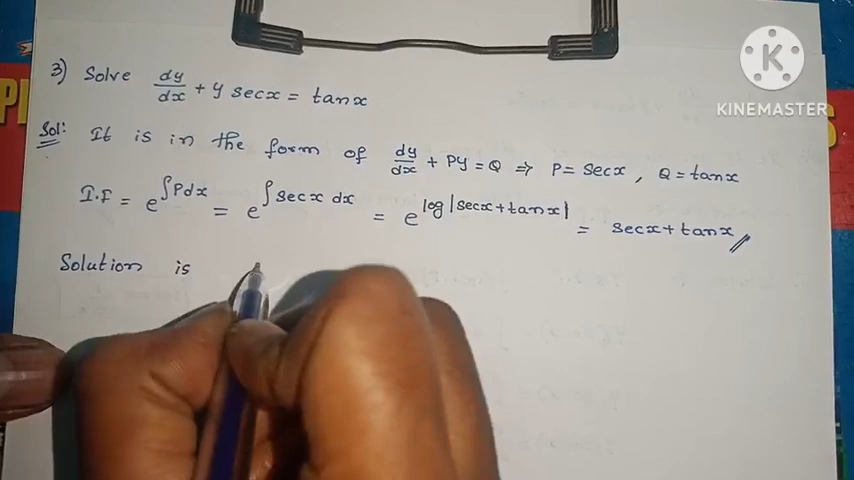 KINEMASTER
3) Solve dy/dx + y secx = tanx
Sol: It is in the form of dy/dx + Py = Q ⇒ P = secx , Q = tanx
I.F = e^∫Pdx = e^∫secx dx = e^log|secx+tanx| = secx+tanx
Solution is